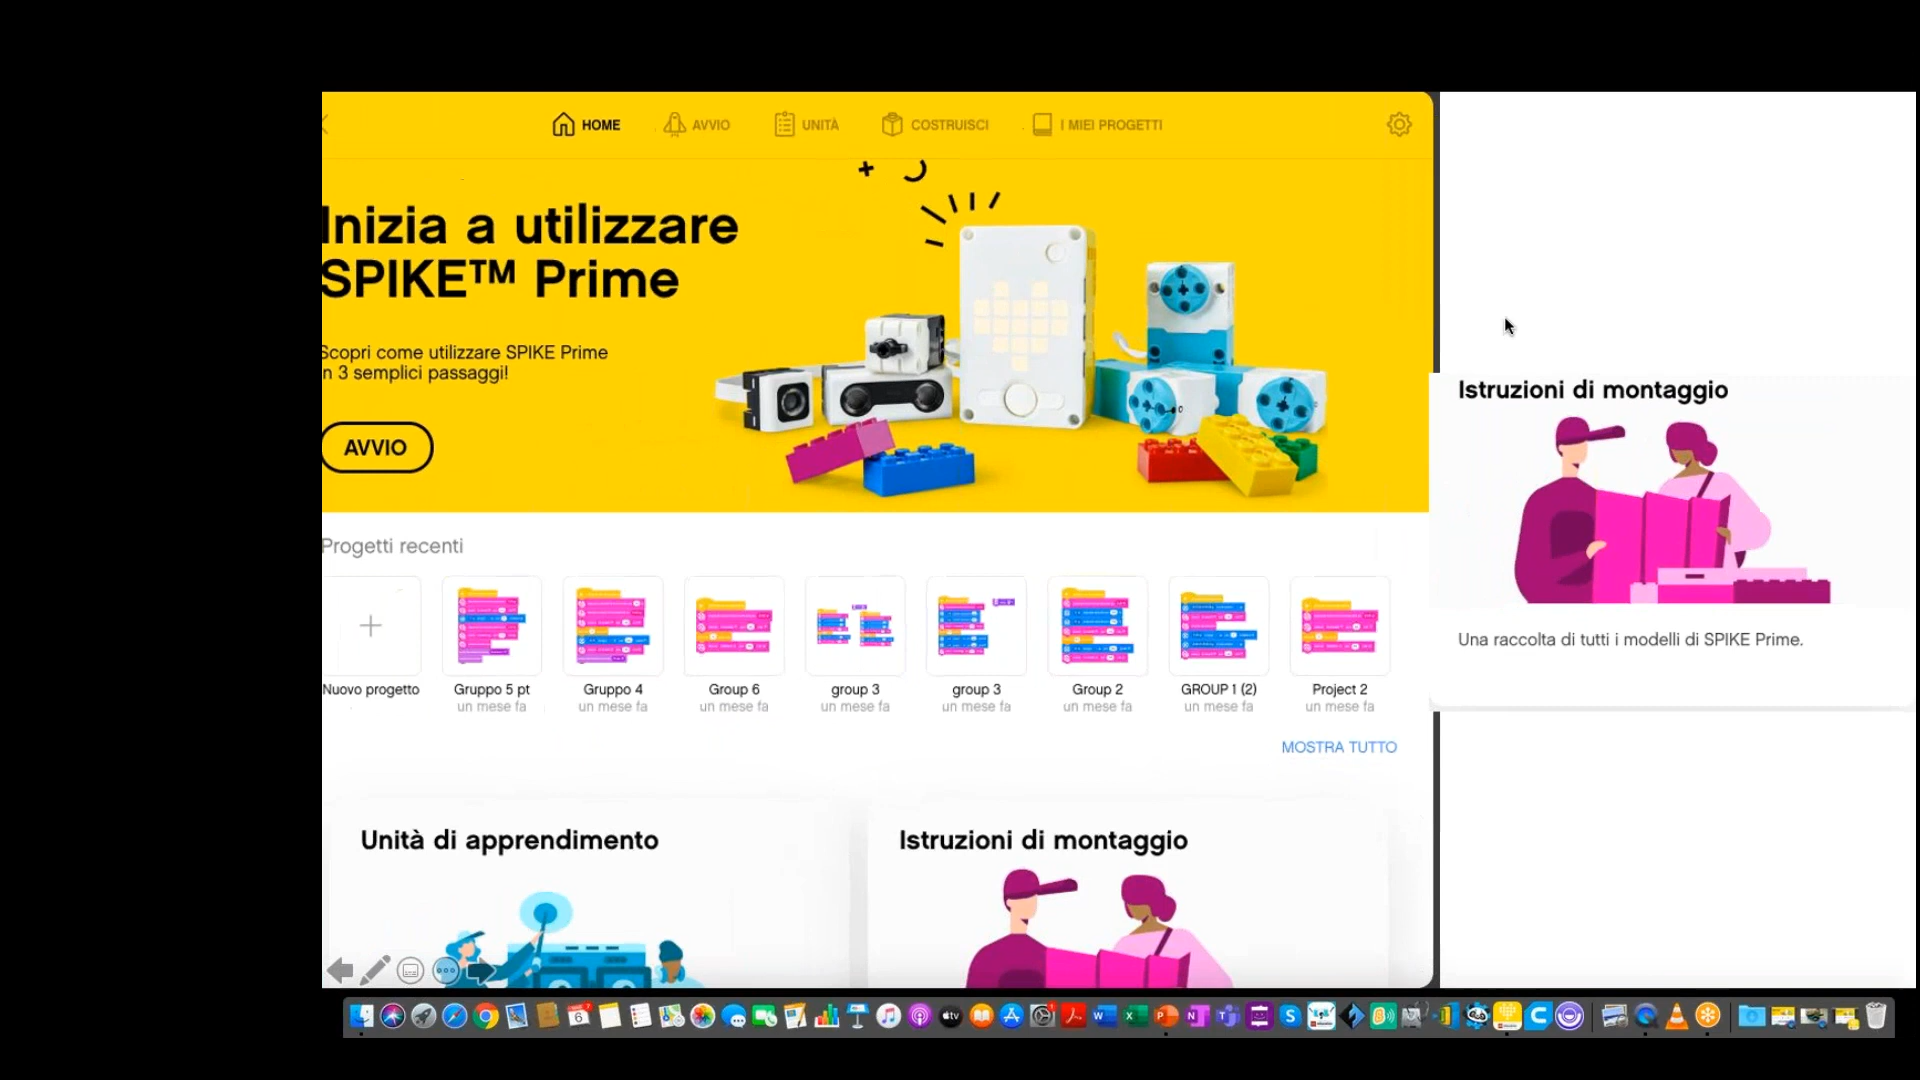 HOME
AVVIO
UNITÀ
COSTRUISCI
I MIEI PROGETTI
Inizia a utilizzare
SPIKE™ Prime
Scopri come utilizzare SPIKE Prime
in 3 semplici passaggi!
AVVIO
Istruzioni di montaggio
Una raccolta di tutti i modelli di SPIKE Prime.
Progetti recenti
Nuovo progetto
Gruppo 5 pt
un mese fa
Gruppo 4
un mese fa
Group 6
un mese fa
group 3
un mese fa
group 3
un mese fa
Group 2
un mese fa
GROUP 1 (2)
un mese fa
Project 2
un mese fa
MOSTRA TUTTO
Unità di apprendimento
Istruzioni di montaggio
6
tv